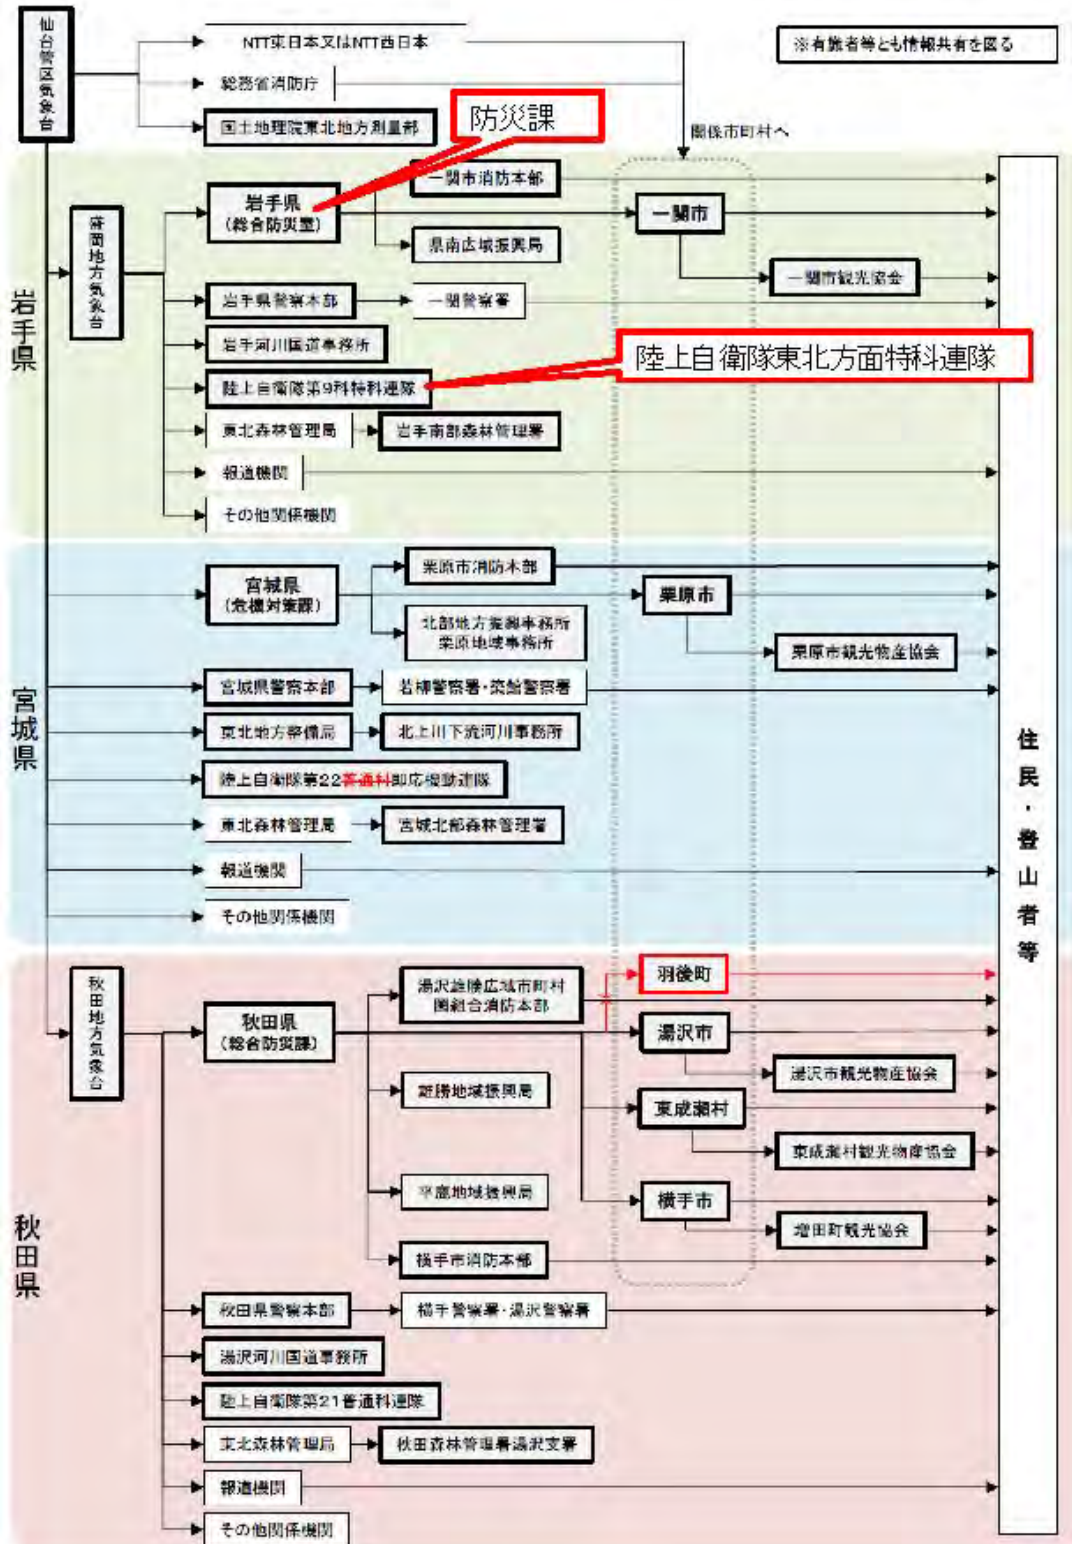 仙台管区気象台
NTT東日本又はNTT西日本
※有識者等とも情報共有を図る
総務省消防庁
国土地理院東北地方測量部
防災課
関係市町村へ
岩手県
盛岡地方気象台
岩手県
(総合防災室)
一関市消防本部
一関市
県南広域振興局
一関市観光協会
岩手県警察本部
一関警察署
岩手河川国道事務所
陸上自衛隊東北方面特科連隊
陸上自衛隊第9科特科連隊
東北森林管理局
岩手南部森林管理署
報道機関
その他関係機関
宮城県
宮城県
(危機対策課)
栗原市消防本部
栗原市
北部地方振興事務所
栗原地域事務所
栗原市観光物産協会
宮城県警察本部
若柳警察署・築館警察署
東北地方整備局
北上川下流河川事務所
陸上自衛隊第22普通科即応機動連隊
東北森林管理局
宮城北部森林管理署
報道機関
その他関係機関
住民・登山者等
秋田県
秋田地方気象台
秋田県
(総合防災課)
湯沢雄勝広域市町村
圏組合消防本部
羽後町
湯沢市
湯沢市観光物産協会
雄勝地域振興局
東成瀬村
東成瀬村観光物産協会
平鹿地域振興局
横手市
増田町観光協会
横手市消防本部
秋田県警察本部
横手警察署・湯沢警察署
湯沢河川国道事務所
陸上自衛隊第21普通科連隊
東北森林管理局
秋田森林管理署湯沢支署
報道機関
その他関係機関